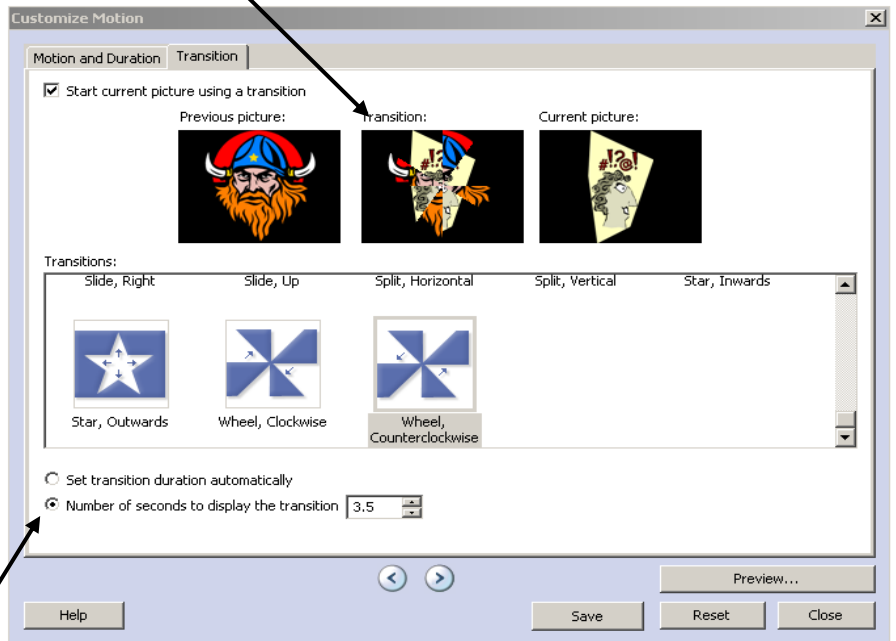 Customize Motion
Motion and Duration Transition
Start current picture using a transition
Previous picture: Transition: Current picture:
#!?
#!?@!
Transitions:
Slide, Right Slide, Up Split, Horizontal Split, Vertical Star, Inwards
Star, Outwards Wheel, Clockwise Wheel,
Counterclockwise
Set transition duration automatically
Number of seconds to display the transition 3.5
Preview...
Help Save Reset Close